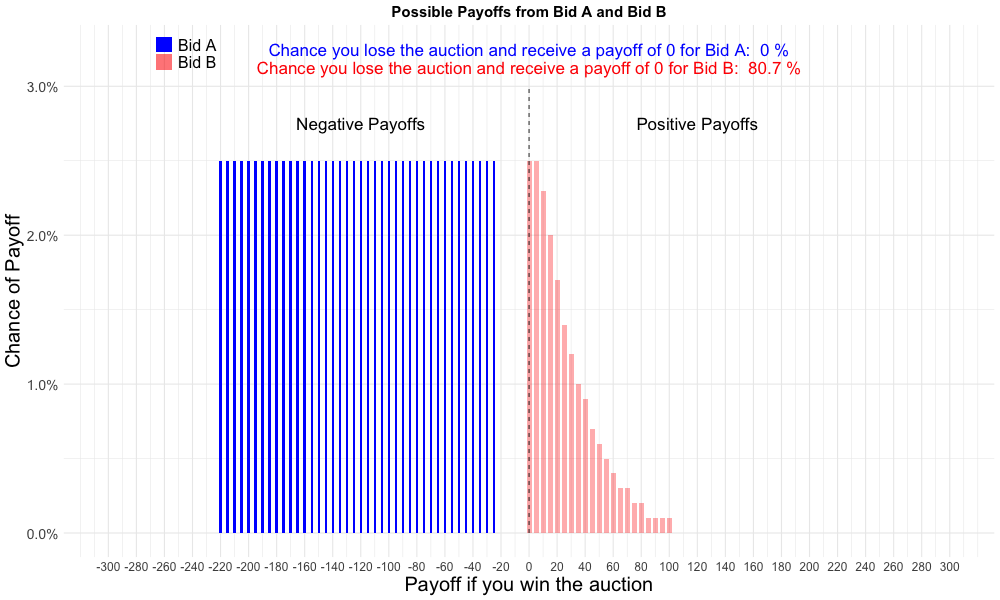 Possible Payoffs from Bid A and Bid B
Bid A
Bid B
Chance you lose the auction and receive a payoff of 0 for Bid A:  0 %
Chance you lose the auction and receive a payoff of 0 for Bid B:  80.7 %
Negative Payoffs
Positive Payoffs
Chance of Payoff
3.0%
2.0%
1.0%
0.0%
-300 -280 -260 -240 -220 -200 -180 -160 -140 -120 -100 -80 -60 -40 -20 0 20 40 60 80 100 120 140 160 180 200 220 240 260 280 300
Payoff if you win the auction